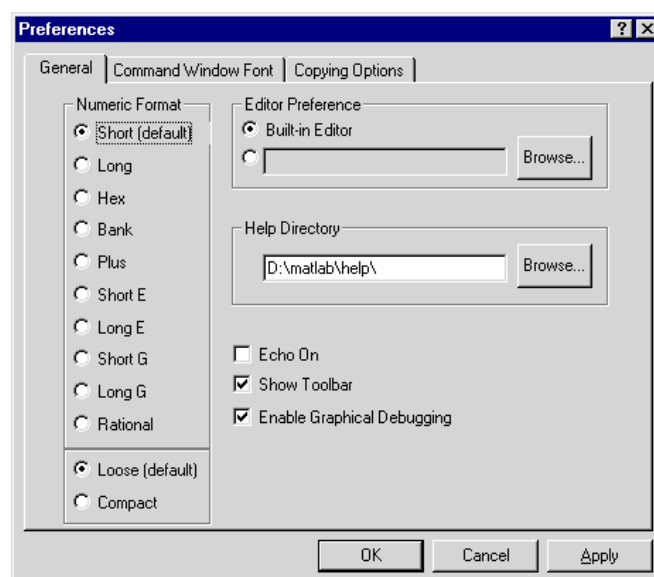 Preferences
General
Command Window Font
Copying Options
Numeric Format
Short (default)
Long
Hex
Bank
Plus
Short E
Long E
Short G
Long G
Rational
Loose (default)
Compact
Editor Preference
Built-in Editor
Browse...
Help Directory
D:\matlab\help\
Browse...
Echo On
Show Toolbar
Enable Graphical Debugging
OK
Cancel
Apply